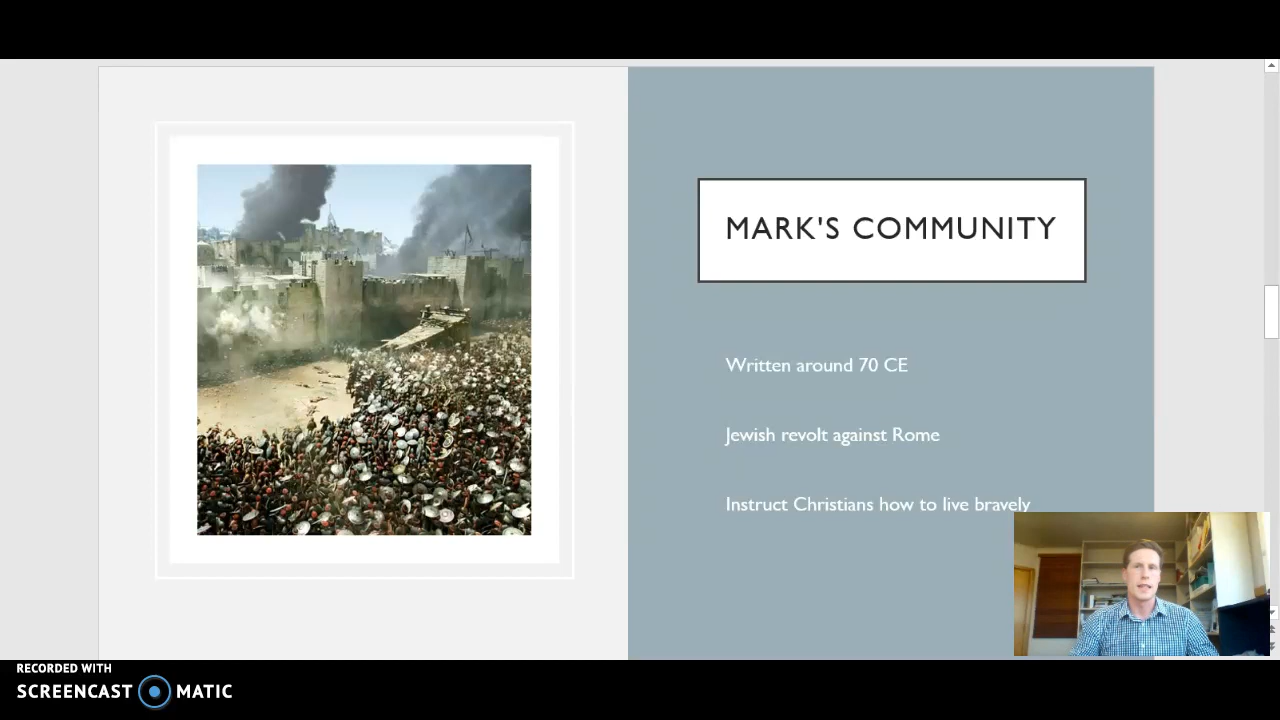 MARK'S COMMUNITY
Written around 70 CE
Jewish revolt against Rome
Instruct Christians how to live bravely
RECORDED WITH
SCREENCAST MATIC